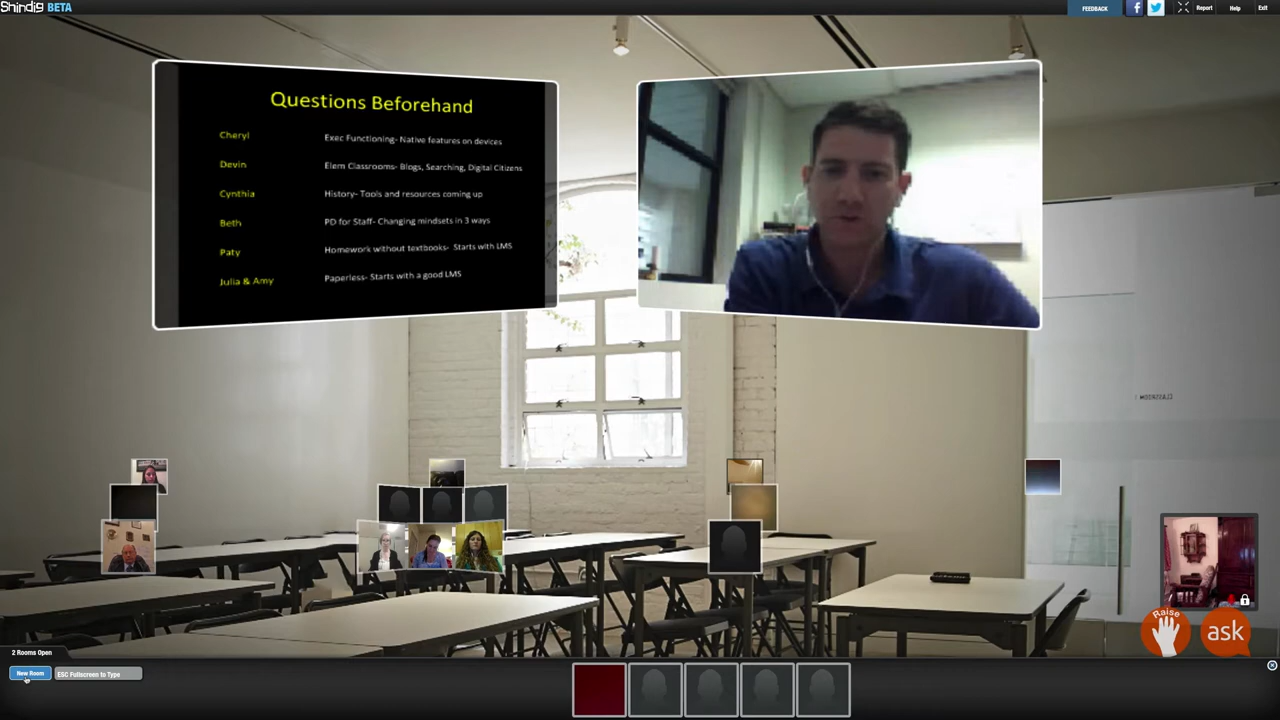 Shindig BETA
FEEDBACK
f
Report
Help
Exit
Questions Beforehand
Cheryl Exec Functioning- Native features on devices
Devin Elem Classrooms- Blogs, Searching, Digital Citizens
Cynthia History- Tools and resources coming up
Beth PD for Staff- Changing mindsets in 3 ways
Paty Homework without textbooks- Starts with LMS
Julia & Amy Paperless- Starts with a good LMS
CLASSROOM
Raise
ask
2 Rooms Open
New Room
ESC Fullscreen to Type